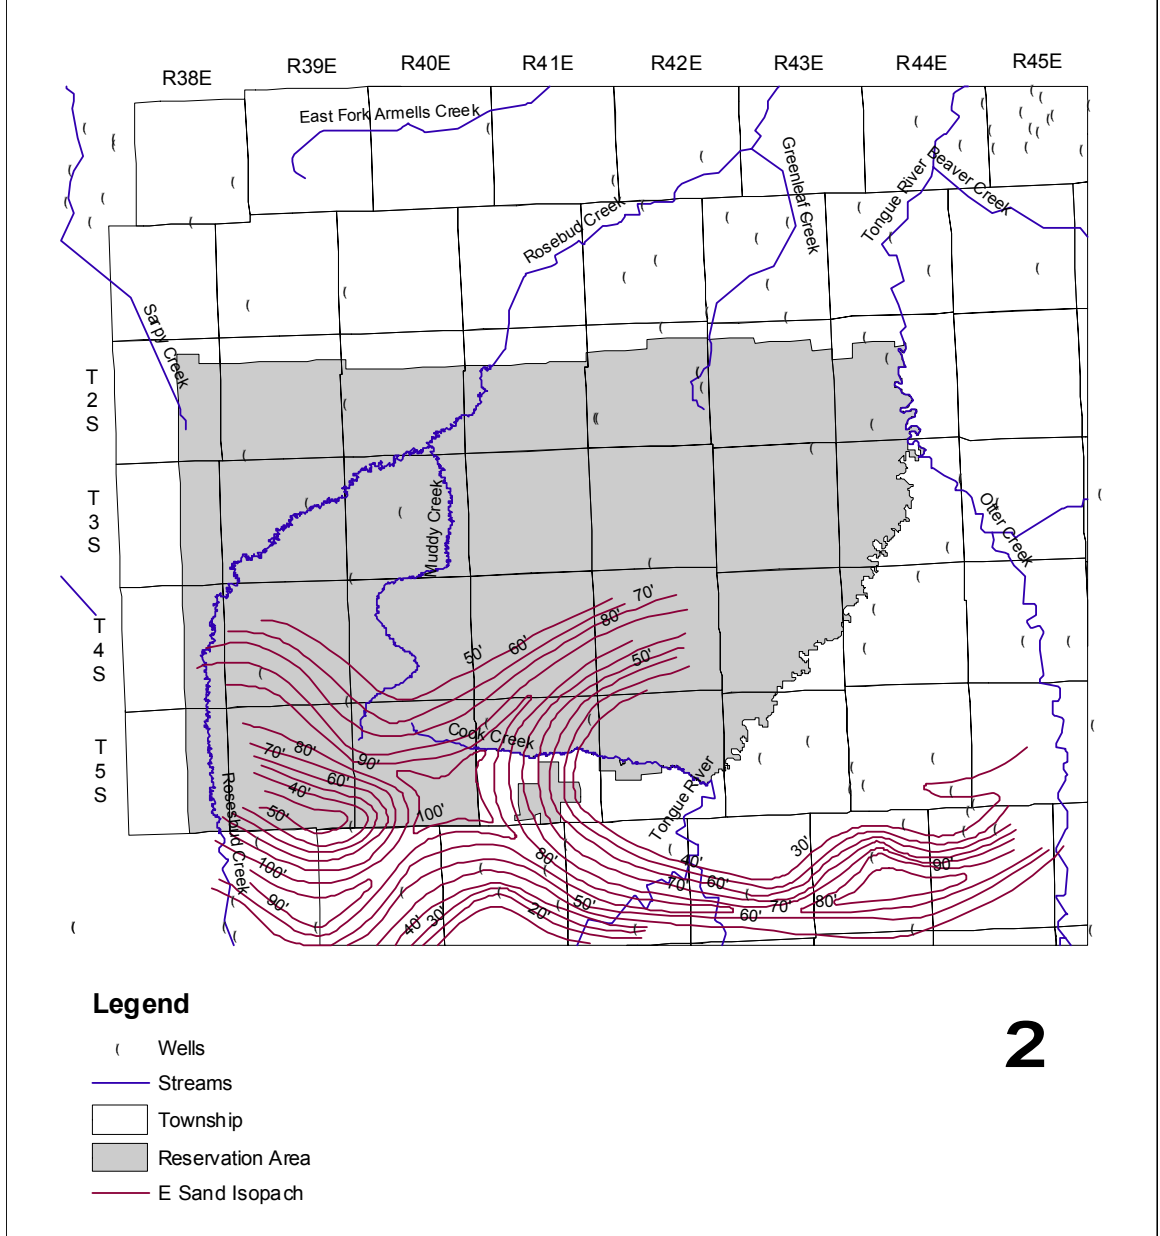 R38E R39E R40E R41E R42E R43E R44E R45E
East Fork Armells Creek
Greenleaf Creek
Tongue River
Beaver Creek
Rosebud Creek
Sarpy Creek
T
2
S
T
3
S
Muddy Creek
Otter Creek
T
4
S
70'
80'
60'
50'
50'
T
5
S
Cook Creek
70'
80'
90'
60'
40'
50'
100'
Rosesbud Creek
Tongue River
100'
90'
80'
40'
30'
20'
50'
40'
70'
60'
30'
90'
60'
70'
80'
Legend
Wells
Streams
Township
Reservation Area
E Sand Isopach
2